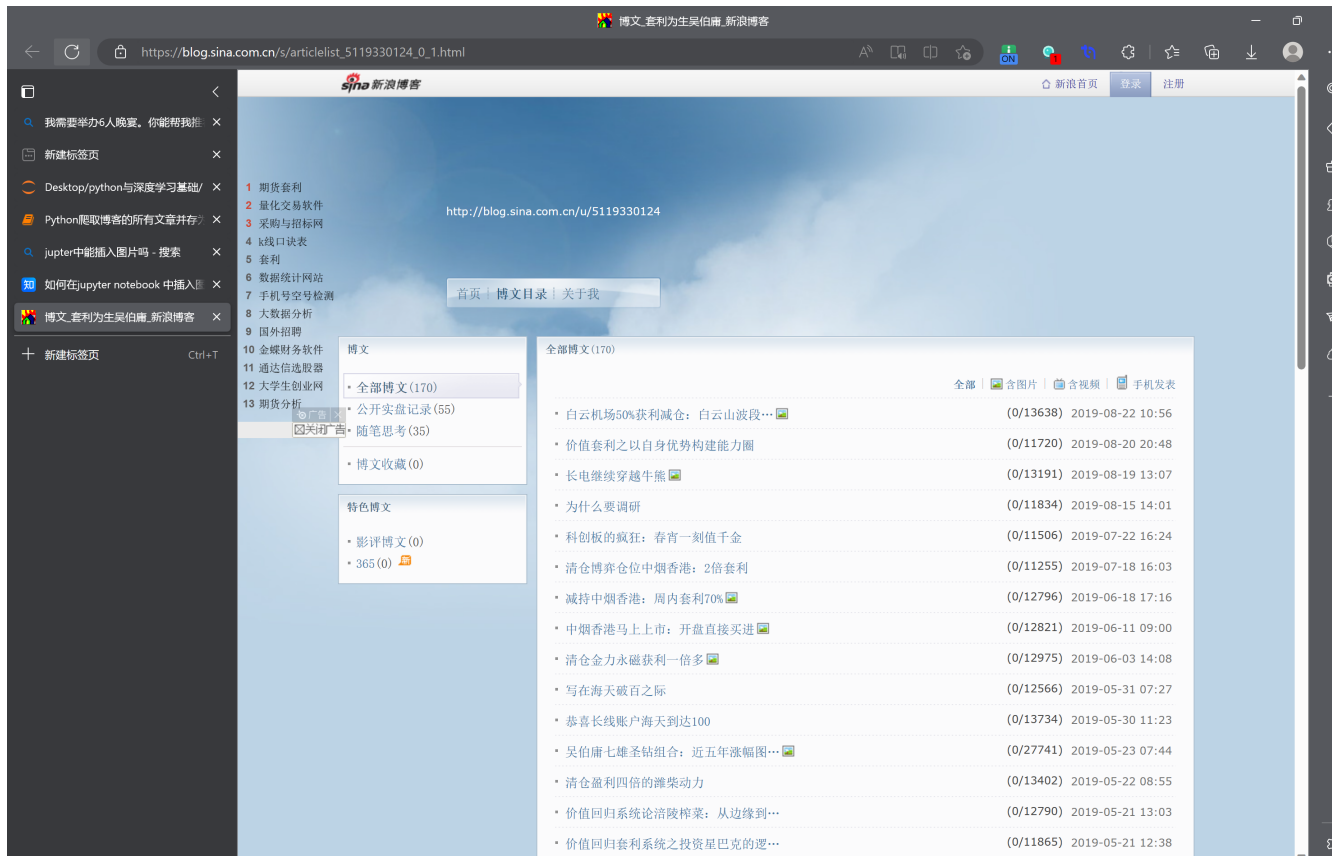 博文_套利为生吴伯庸_新浪博客
https://blog.sina.com.cn/s/articlelist_5119330124_0_1.html
ON
1
我需要举办6人晚宴。你能帮我推
新建标签页
Desktop/python与深度学习基础/
Python爬取博客的所有文章并存为
jupter中能插入图片吗 - 搜索
知 如何在jupyter notebook 中插入图
博文_套利为生吴伯庸_新浪博客
新建标签页 Ctrl+T
sina 新浪博客
新浪首页 登录 注册
1 期货套利
2 量化交易软件
3 采购与招标网
4 k线口诀表
5 套利
6 数据统计网站
7 手机号空号检测
8 大数据分析
9 国外招聘
10 金蝶财务软件
11 通达信选股器
12 大学生创业网
13 期货分析
广告
关闭广告
http://blog.sina.com.cn/u/5119330124
首页 博文目录 关于我
博文
全部博文(170)
公开实盘记录(55)
随笔思考(35)
博文收藏(0)
特色博文
影评博文(0)
365(0) 新
全部博文(170)
全部 含图片 含视频 手机发表
白云机场50%获利减仓：白云山波段… (0/13638) 2019-08-22 10:56
价值套利之以自身优势构建能力圈 (0/11720) 2019-08-20 20:48
长电继续穿越牛熊 (0/13191) 2019-08-19 13:07
为什么要调研 (0/11834) 2019-08-15 14:01
科创板的疯狂：春宵一刻值千金 (0/11506) 2019-07-22 16:24
清仓博弈仓位中烟香港：2倍套利 (0/11255) 2019-07-18 16:03
减持中烟香港：周内套利70% (0/12796) 2019-06-18 17:16
中烟香港马上上市：开盘直接买进 (0/12821) 2019-06-11 09:00
清仓金力永磁获利一倍多 (0/12975) 2019-06-03 14:08
写在海天破百之际 (0/12566) 2019-05-31 07:27
恭喜长线账户海天到达100 (0/13734) 2019-05-30 11:23
吴伯庸七雄圣钻组合：近五年涨幅图… (0/27741) 2019-05-23 07:44
清仓盈利四倍的潍柴动力 (0/13402) 2019-05-22 08:55
价值回归系统论涪陵榨菜：从边缘到… (0/12790) 2019-05-21 13:03
价值回归套利系统之投资星巴克的逻… (0/11865) 2019-05-21 12:38